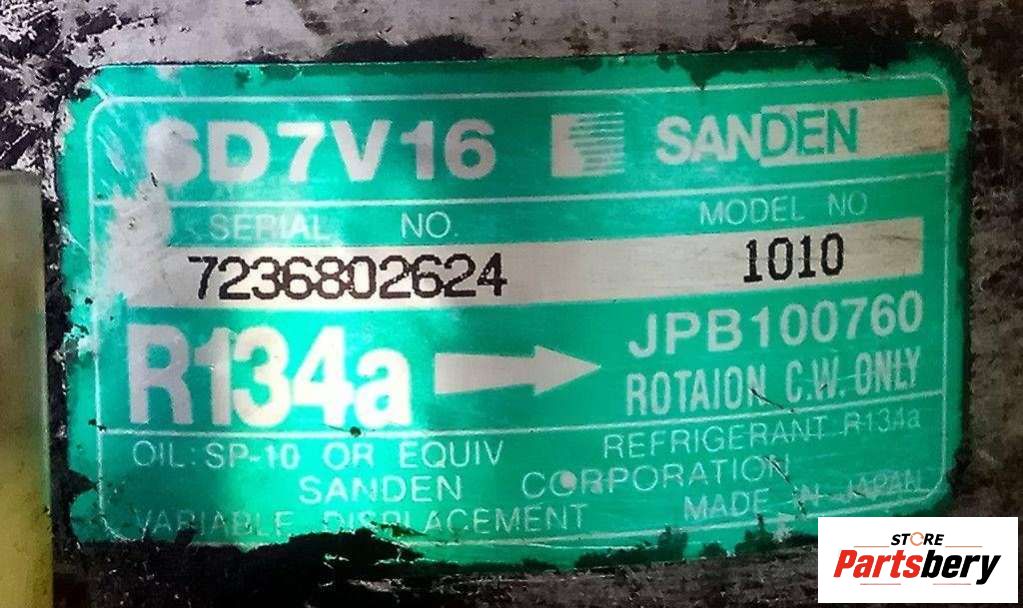 SD7V16 SANDEN
SERIAL NO. MODEL NO
7236802624 1010
R134a JPB100760
ROTAION C.W. ONLY
OIL: SP-10 OR EQUIV REFRIGERANT R134a
SANDEN CORPORATION
VARIABLE DISPLACEMENT MADE IN JAPAN
STORE
Partsbery